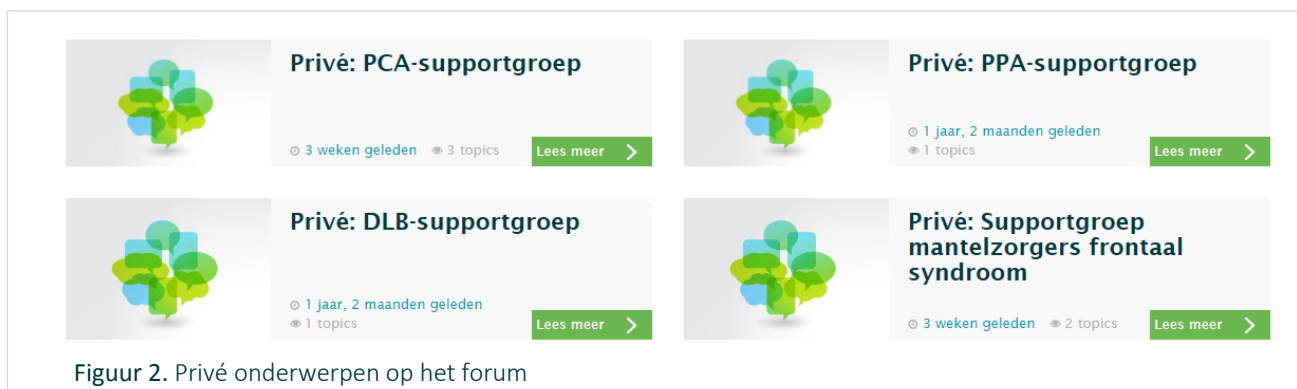 Privé: PCA-supportgroep
3 weken geleden 3 topics
Lees meer
Privé: PPA-supportgroep
1 jaar, 2 maanden geleden
1 topics
Lees meer
Privé: DLB-supportgroep
1 jaar, 2 maanden geleden
1 topics
Lees meer
Privé: Supportgroep
mantelzorgers frontaal
syndroom
3 weken geleden 2 topics
Lees meer
Figuur 2. Privé onderwerpen op het forum